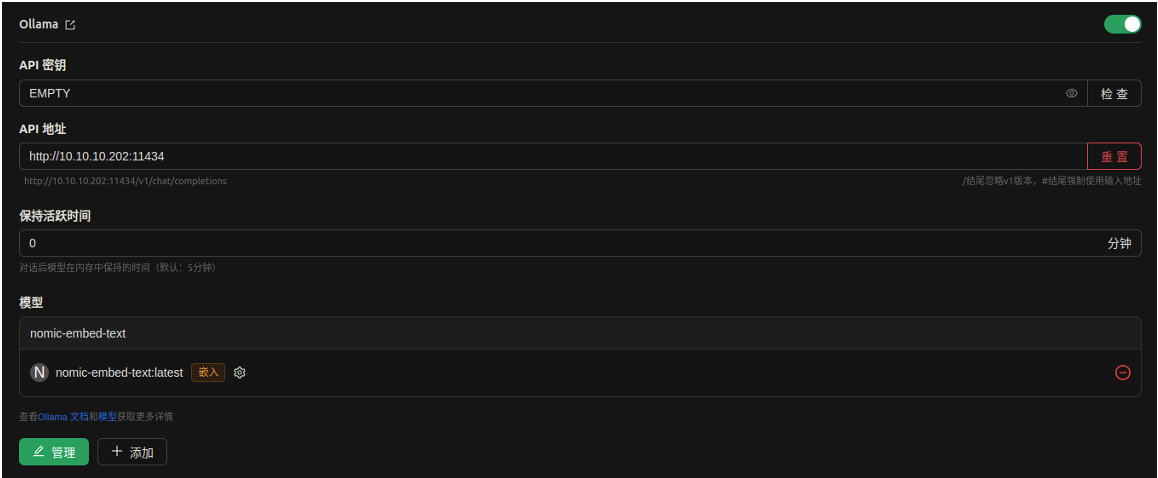 Ollama
API 密钥
EMPTY
检 查
API 地址
http://10.10.10.202:11434
重 置
http://10.10.10.202:11434/v1/chat/completions
/结尾忽略v1版本，#结尾强制使用输入地址
保持活跃时间
0
分钟
对话后模型在内存中保持的时间（默认：5分钟）
模型
nomic-embed-text
N nomic-embed-text:latest 嵌入
查看Ollama 文档和模型获取更多详情
管理
添加